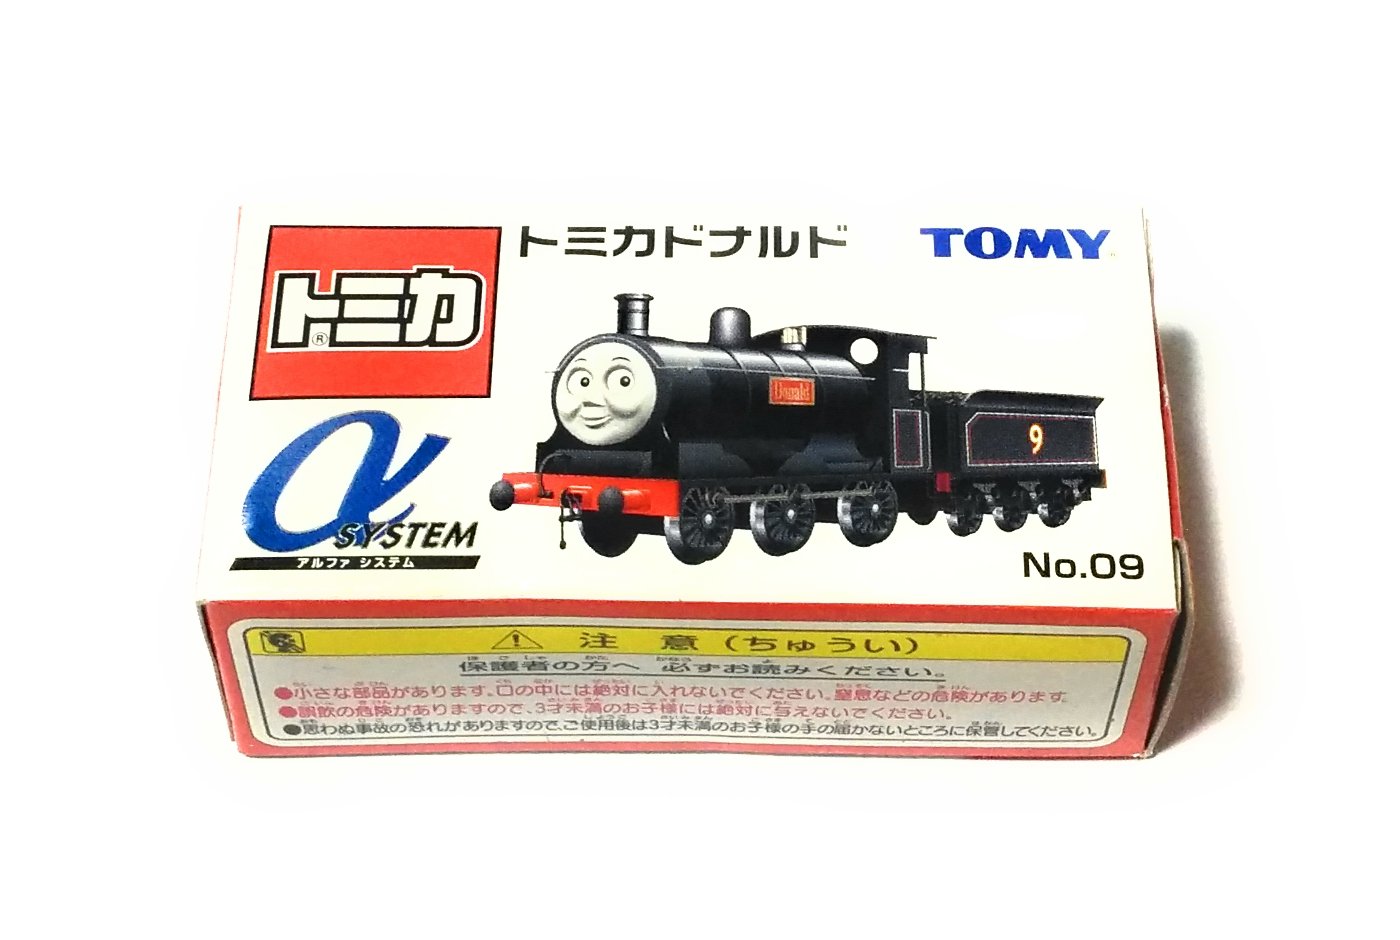 トミカ®
トミカドナルド
TOMY
α
SYSTEM
アルファ システム
Donald
9
No.09
注意(ちゅうい)
保護者の方へ 必ずお読みください。
●小さな部品があります。口の中には絶対に入れないでください。窒息などの危険があります。
●誤飲の危険がありますので、3才未満のお子様には絶対に与えないでください。
●思わぬ事故の恐れがありますので、ご使用後は3才未満のお子様の手の届かないところに保管してください。